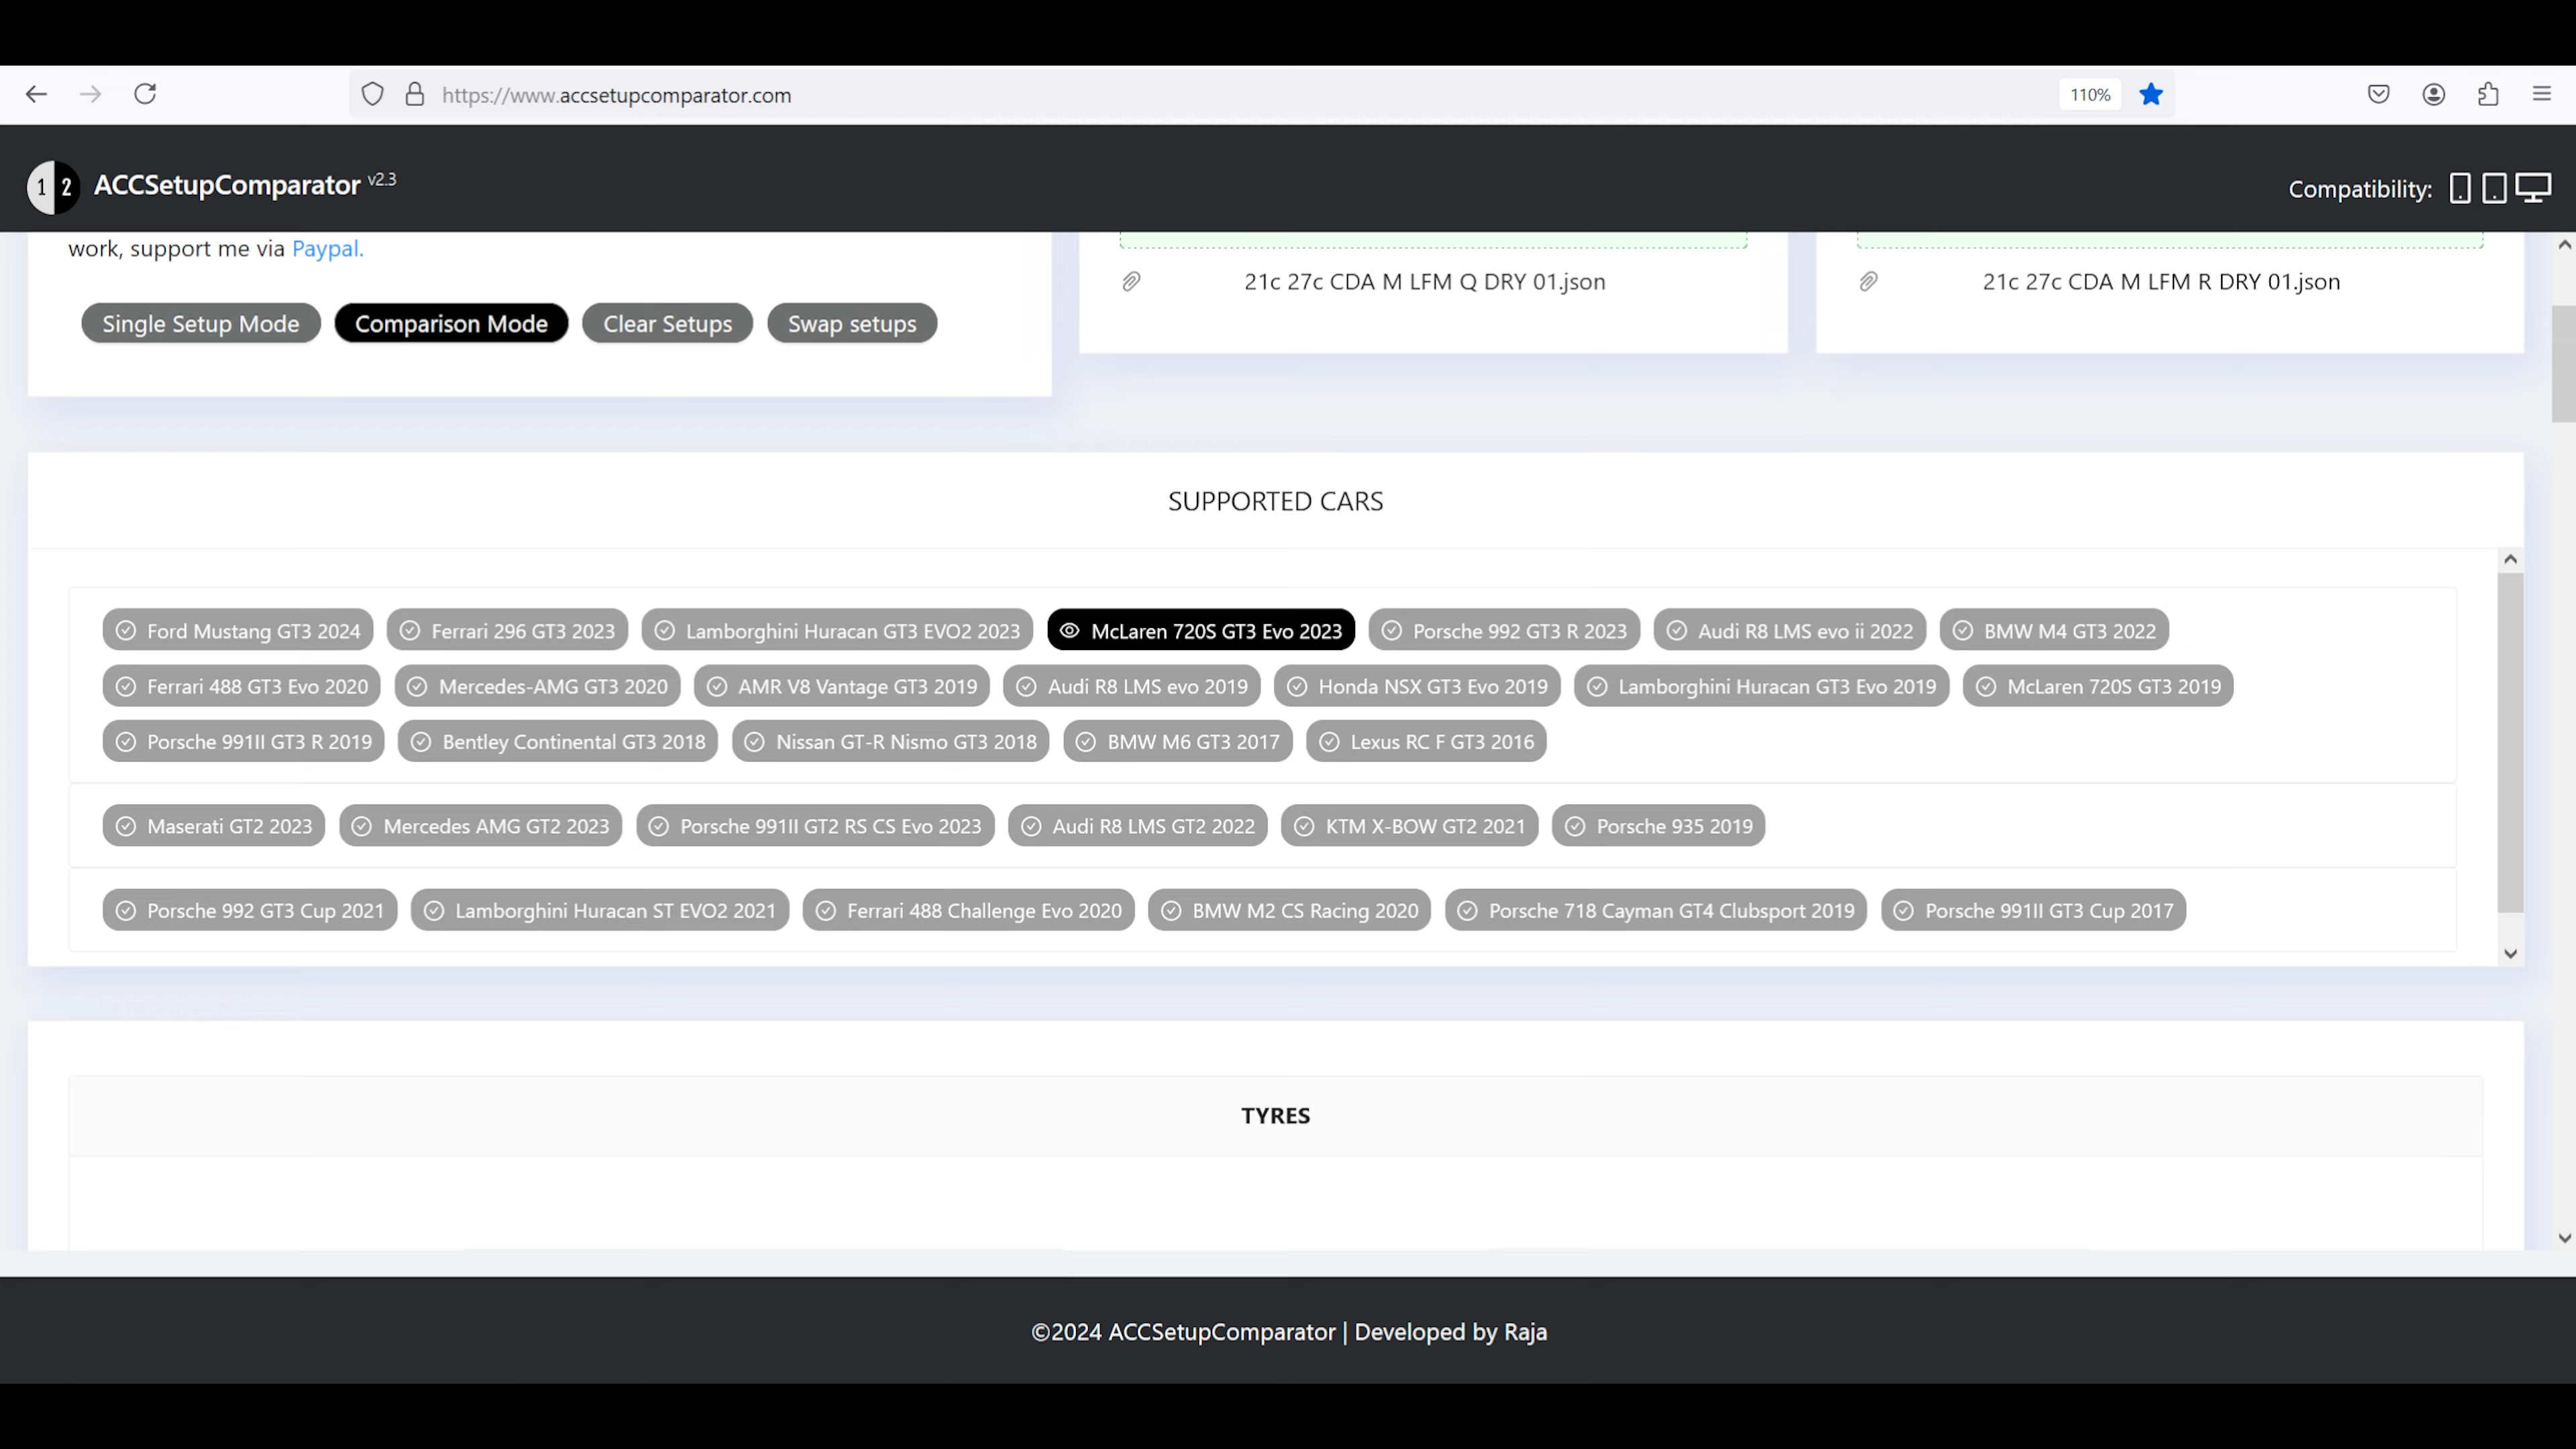 https://www.accsetupcomparator.com
110%
1 2
ACCSetupComparator v2.3
Compatibility:
work, support me via Paypal.
21c 27c CDA M LFM Q DRY 01.json
21c 27c CDA M LFM R DRY 01.json
Single Setup Mode Comparison Mode Clear Setups Swap setups
SUPPORTED CARS
Ford Mustang GT3 2024 Ferrari 296 GT3 2023 Lamborghini Huracan GT3 EVO2 2023 McLaren 720S GT3 Evo 2023 Porsche 992 GT3 R 2023 Audi R8 LMS evo ii 2022 BMW M4 GT3 2022
Ferrari 488 GT3 Evo 2020 Mercedes-AMG GT3 2020 AMR V8 Vantage GT3 2019 Audi R8 LMS evo 2019 Honda NSX GT3 Evo 2019 Lamborghini Huracan GT3 Evo 2019 McLaren 720S GT3 2019
Porsche 991II GT3 R 2019 Bentley Continental GT3 2018 Nissan GT-R Nismo GT3 2018 BMW M6 GT3 2017 Lexus RC F GT3 2016
Maserati GT2 2023 Mercedes AMG GT2 2023 Porsche 991II GT2 RS CS Evo 2023 Audi R8 LMS GT2 2022 KTM X-BOW GT2 2021 Porsche 935 2019
Porsche 992 GT3 Cup 2021 Lamborghini Huracan ST EVO2 2021 Ferrari 488 Challenge Evo 2020 BMW M2 CS Racing 2020 Porsche 718 Cayman GT4 Clubsport 2019 Porsche 991II GT3 Cup 2017
TYRES
©2024 ACCSetupComparator | Developed by Raja